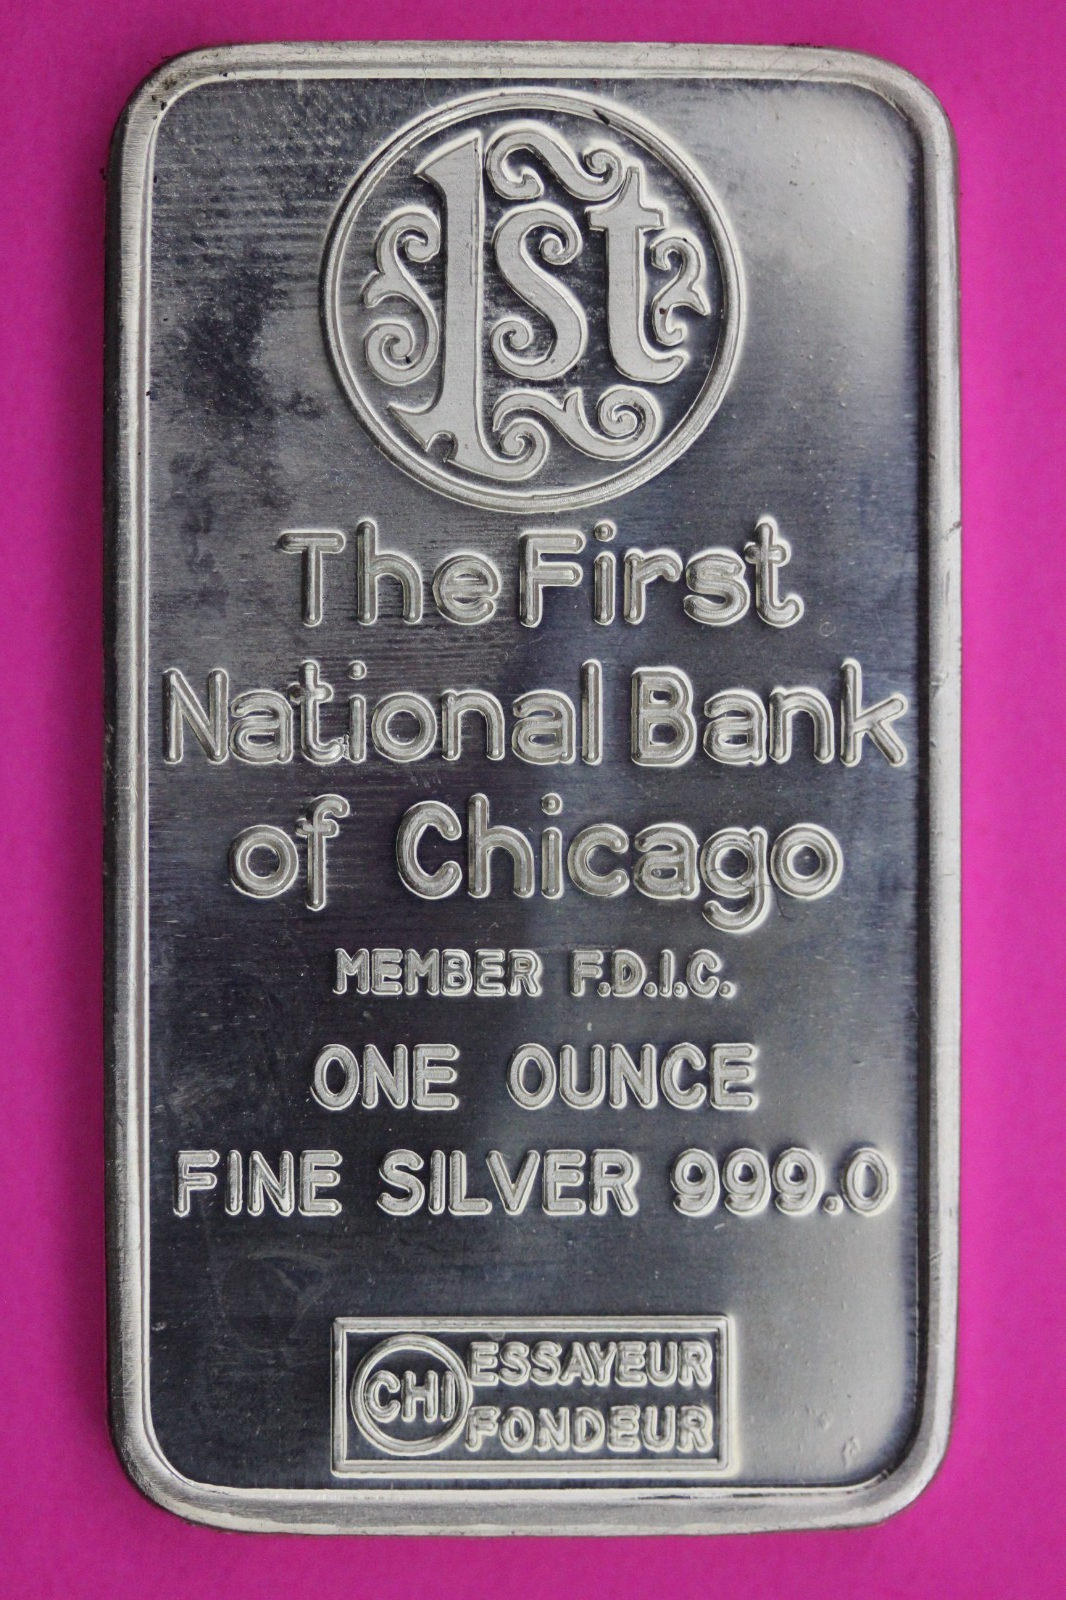 1st
The First
National Bank
of Chicago
MEMBER F.D.I.C.
ONE OUNCE
FINE SILVER 999.0
CHI ESSAYEUR
FONDEUR